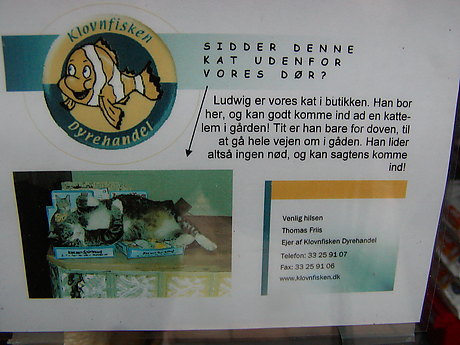 Klovnfisken
Dyrehandel
SIDDER DENNE
KAT UDENFOR
VORES DØR?
Ludwig er vores kat i butikken. Han bor
her, og kan godt komme ind ad en katte-
lem i gården! Tit er han bare for doven, til
at gå hele vejen om i gåden. Han lider
altså ingen nød, og kan sagtens komme
ind!
Venlig hilsen
Thomas Friis
Ejer af Klovnfisken Dyrehandel
Telefon: 33 25 91 07
Fax: 33 25 91 06
www.klovnfisken.dk